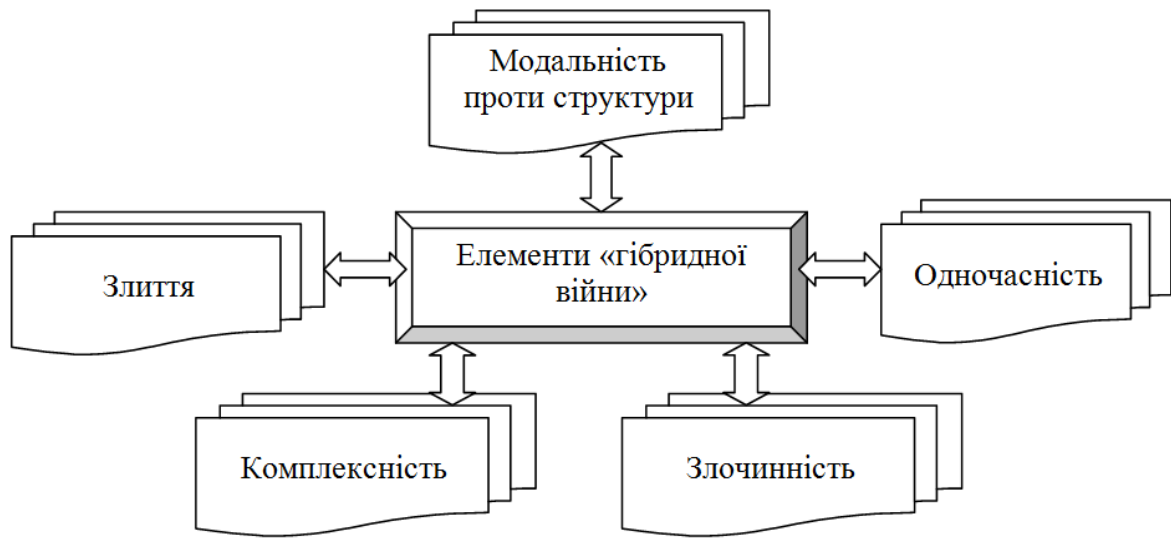 Модальність
проти структури
Злиття
Елементи «гібридної
війни»
Одночасність
Комплексність
Злочинність